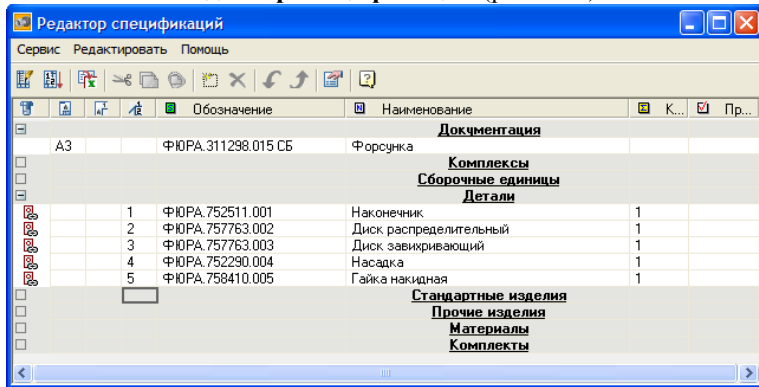 Редактор спецификаций
Сервис Редактировать Помощь
Обозначение Наименование К... Пр...
Документация
А3 ФЮРА.311298.015 СБ Форсунка
Комплексы
Сборочные единицы
Детали
1 ФЮРА.752511.001 Наконечник 1
2 ФЮРА.757763.002 Диск распределительный 1
3 ФЮРА.757763.003 Диск завихривающий 1
4 ФЮРА.752290.004 Насадка 1
5 ФЮРА.758410.005 Гайка накидная 1
Стандартные изделия
Прочие изделия
Материалы
Комплекты